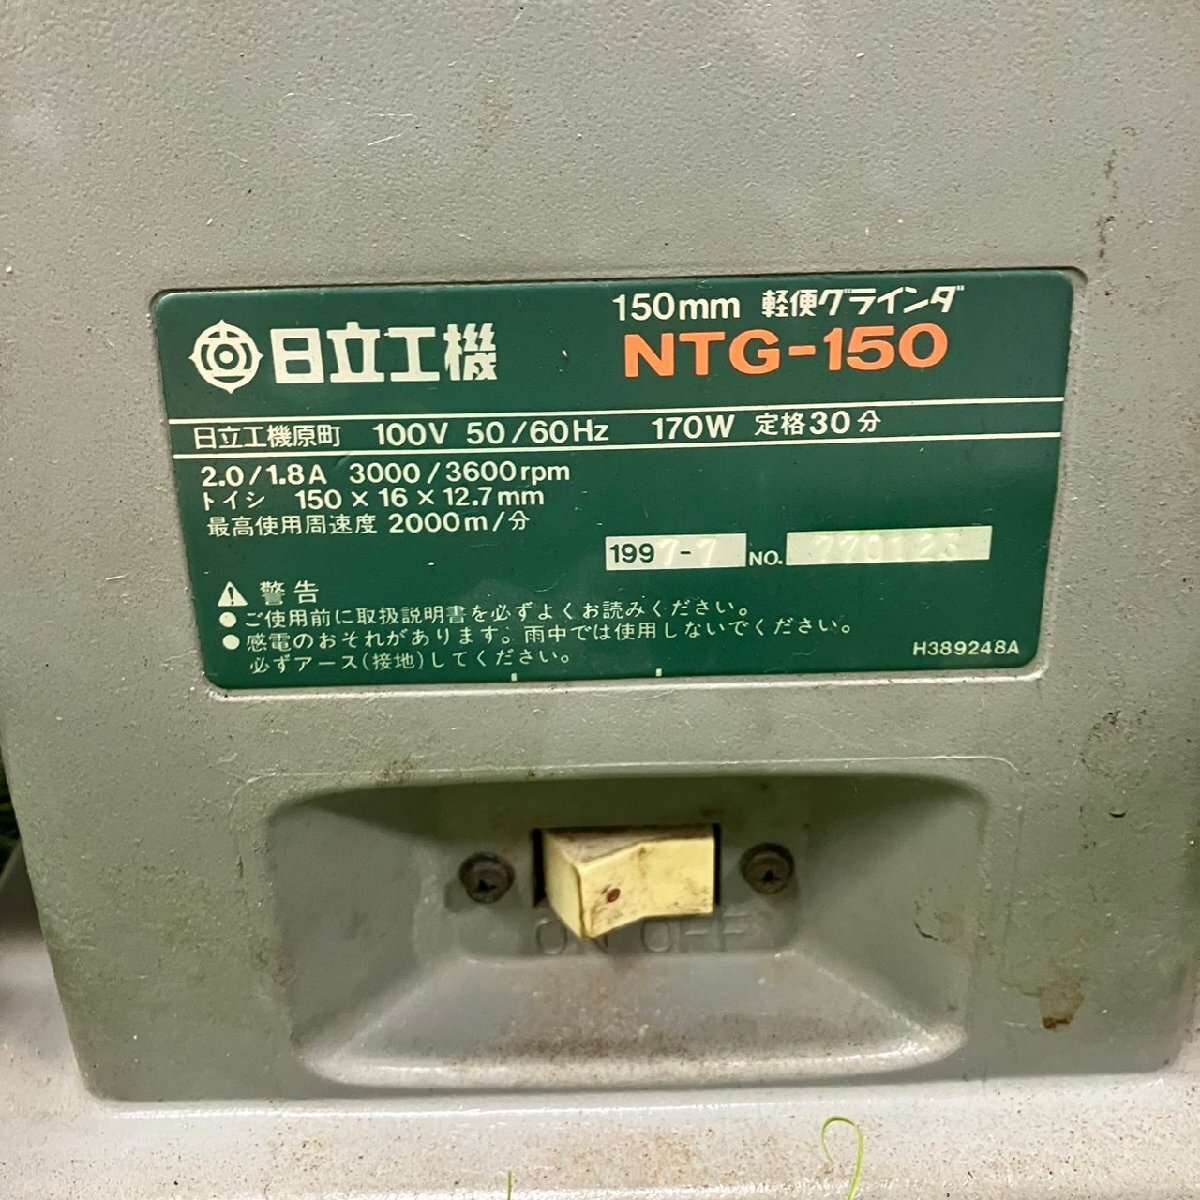 150mm 軽便グラインダ
日立工機 NTG-150
日立工機原町 100V 50/60Hz 170W 定格30分
2.0/1.8A 3000/3600rpm
トイシ 150×16×12.7mm
最高使用周速度 2000m/分
1997-7 NO. 770123
⚠ 警告
● ご使用前に取扱説明書を必ずよくお読みください。
● 感電のおそれがあります。雨中では使用しないでください。
必ずアース(接地)してください。
H389248A
ON OFF